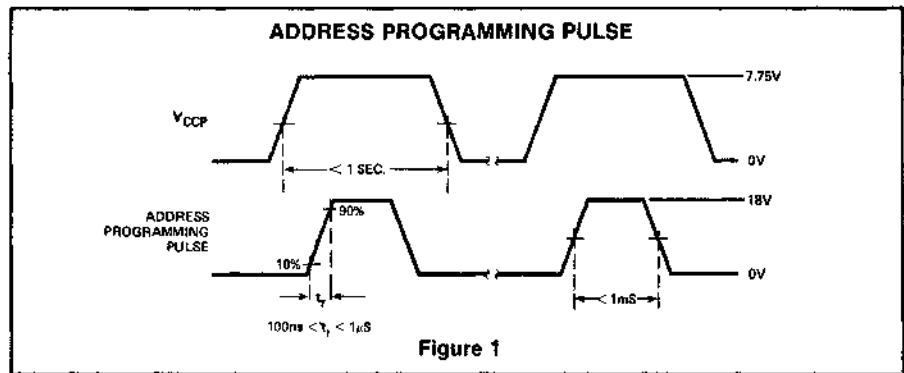 ADDRESS PROGRAMMING PULSE
7.75V
VCCP
0V
< 1 SEC.
18V
90%
ADDRESS
PROGRAMMING
PULSE
10%
0V
tr
< 1mS
100ns < tr < 1μS
Figure 1